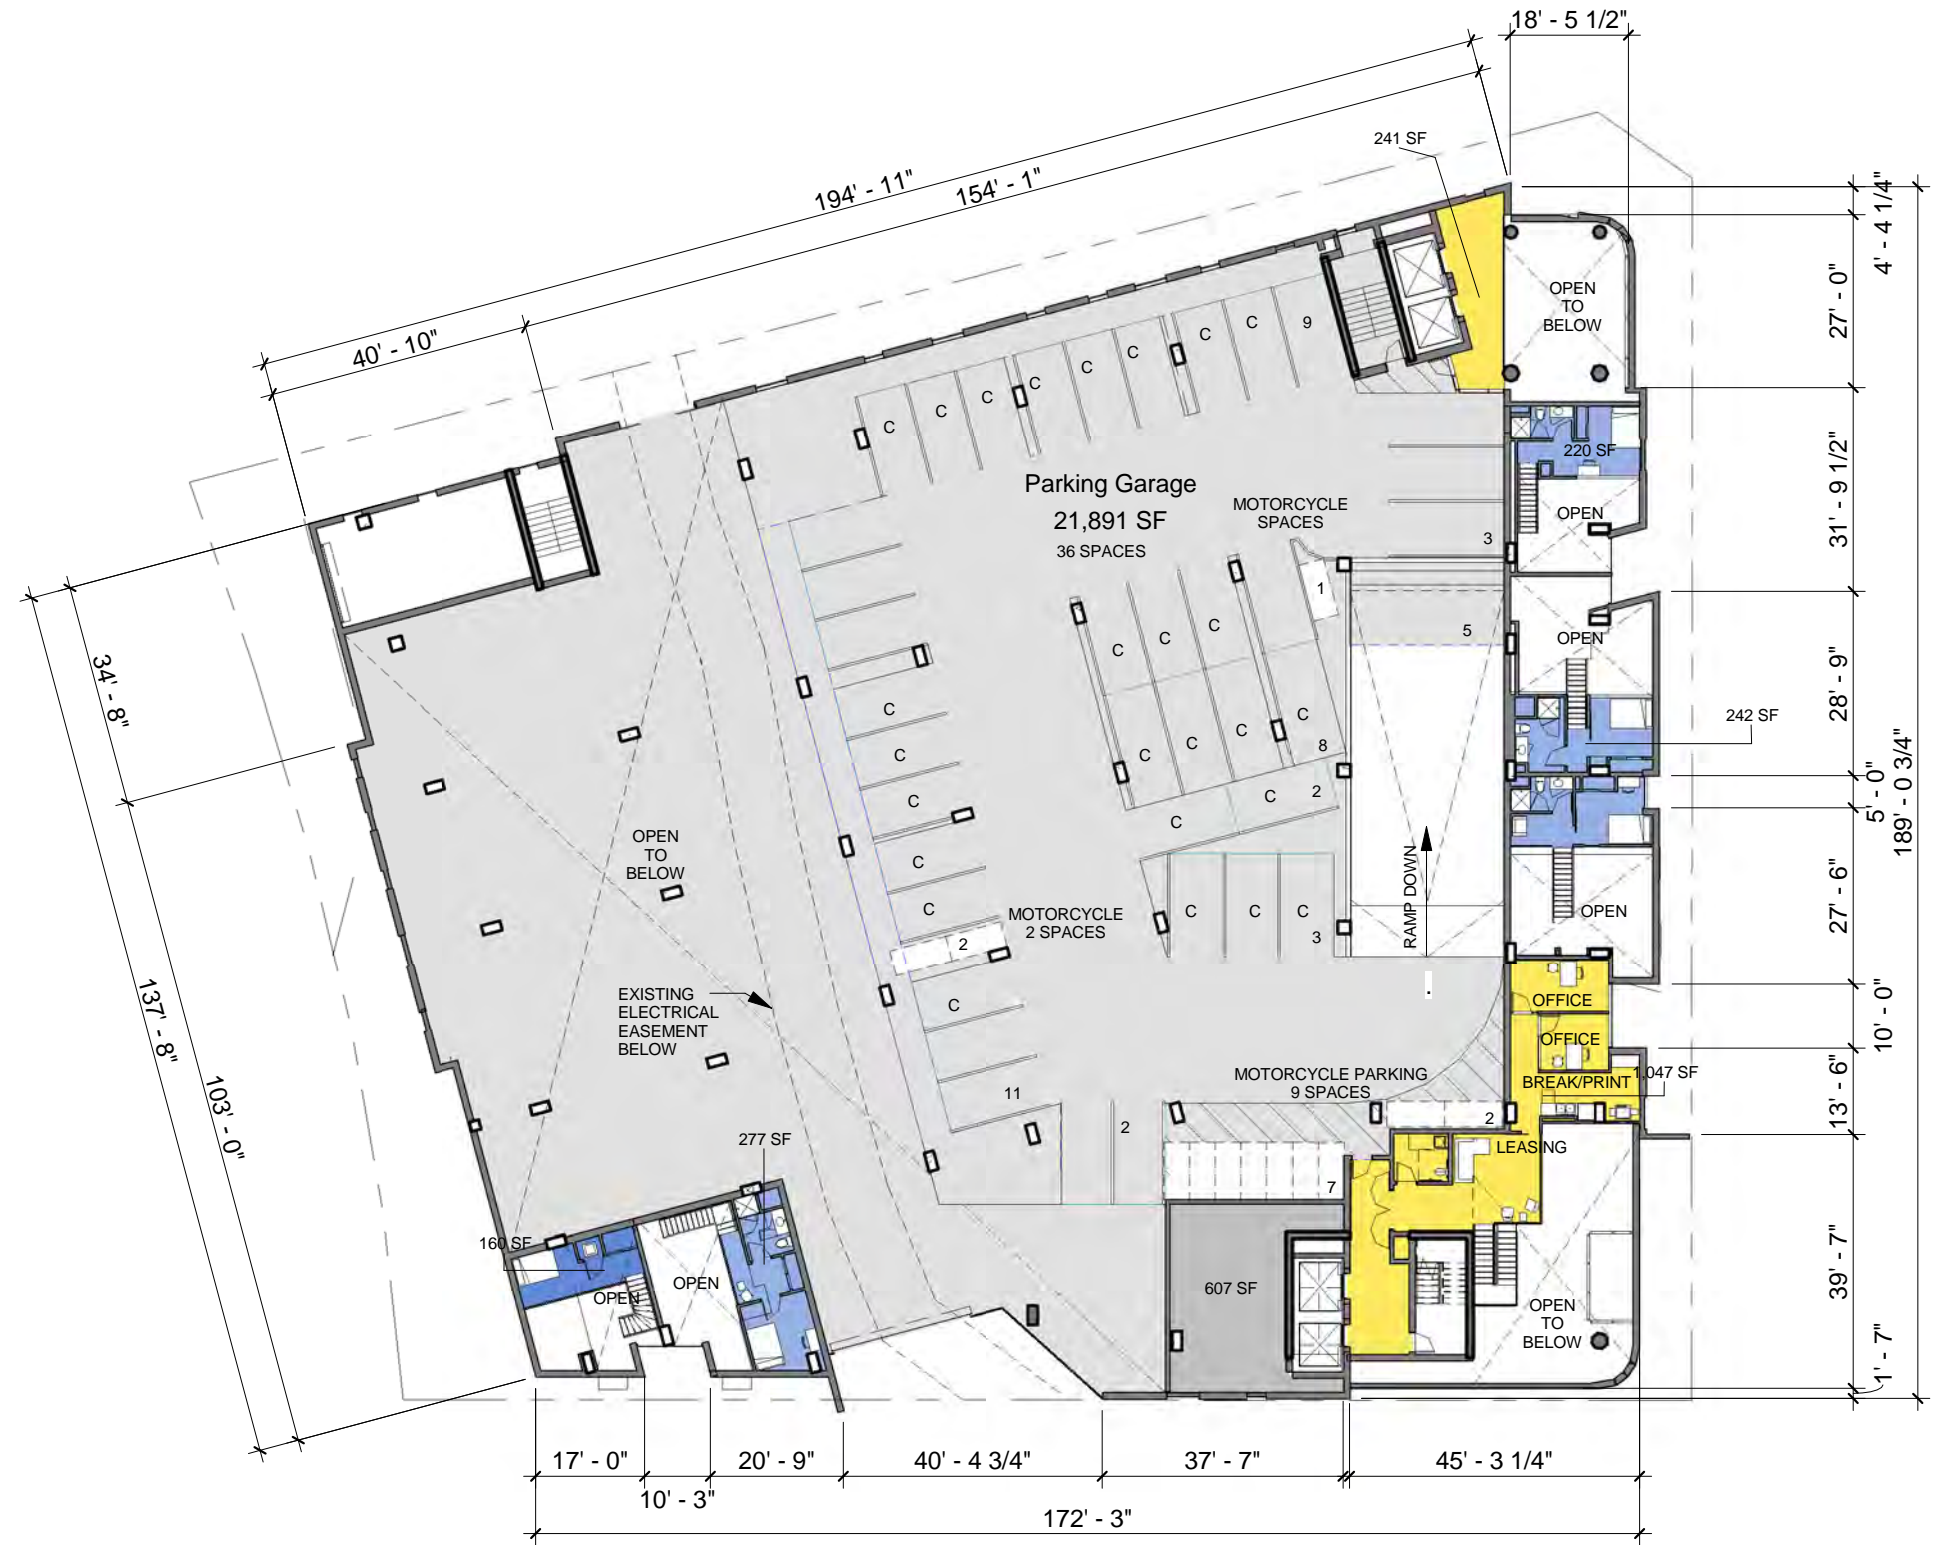 18' - 5 1/2"
241 SF
194' - 11"
154' - 1"
4' - 4 1/4"
40' - 10"
OPEN
TO
BELOW
27' - 0"
C
C
C
C
C
C
C
C
9
220 SF
Parking Garage
21,891 SF
36 SPACES
MOTORCYCLE
SPACES
OPEN
31' - 9 1/2"
3
1
5
C
C
C
OPEN
34' - 8"
28' - 9"
C
C
C
C
C
C
C
8
242 SF
189' - 0 3/4"
5' - 0"
C
C
2
C
C
C
OPEN
TO
BELOW
RAMP DOWN
27' - 6"
C
C
C
C
3
OPEN
MOTORCYCLE
2 SPACES
2
137' - 8"
EXISTING
ELECTRICAL
EASEMENT
BELOW
C
OFFICE
OFFICE
10' - 0"
103' - 0"
MOTORCYCLE PARKING
9 SPACES
BREAK/PRINT
1,047 SF
13' - 6"
11
2
2
277 SF
LEASING
7
160 SF
OPEN
OPEN
607 SF
OPEN
TO
BELOW
39' - 7"
1' - 7"
17' - 0"
20' - 9"
40' - 4 3/4"
37' - 7"
45' - 3 1/4"
10' - 3"
172' - 3"